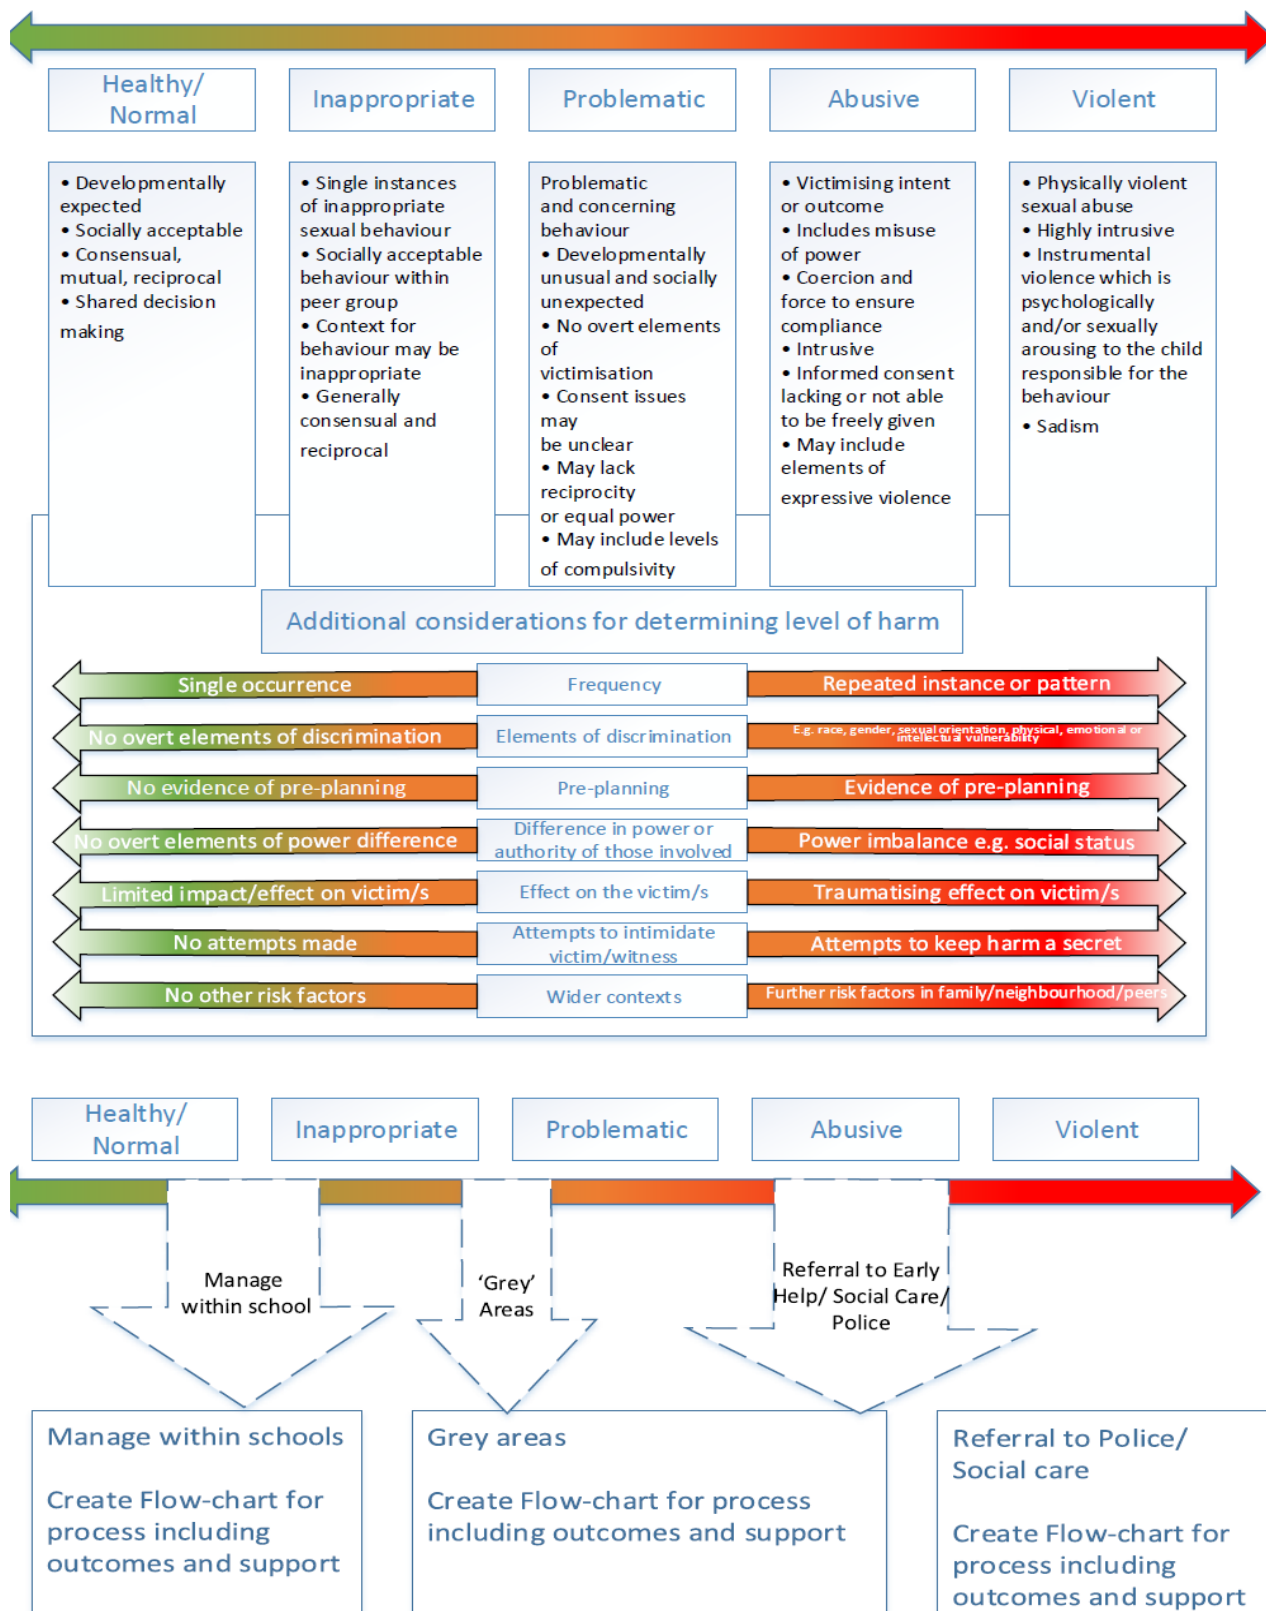 Healthy/
Normal
Inappropriate
Problematic
Abusive
Violent
• Developmentally
expected
• Socially acceptable
• Consensual,
mutual, reciprocal
• Shared decision
making
• Single instances
of inappropriate
sexual behaviour
• Socially acceptable
behaviour within
peer group
• Context for
behaviour may be
inappropriate
• Generally
consensual and
reciprocal
Problematic
and concerning
behaviour
• Developmentally
unusual and socially
unexpected
• No overt elements
of
victimisation
• Consent issues
may
be unclear
• May lack
reciprocity
or equal power
• May include levels
of compulsivity
• Victimising intent
or outcome
• Includes misuse
of power
• Coercion and
force to ensure
compliance
• Intrusive
• Informed consent
lacking or not able
to be freely given
• May include
elements of
expressive violence
• Physically violent
sexual abuse
• Highly intrusive
• Instrumental
violence which is
psychologically
and/or sexually
arousing to the child
responsible for the
behaviour
• Sadism
Additional considerations for determining level of harm
Single occurrence
Frequency
Repeated instance or pattern
No overt elements of discrimination
Elements of discrimination
E.g. race, gender, sexual orientation, physical, emotional or
intellectual vulnerability
No evidence of pre-planning
Pre-planning
Evidence of pre-planning
No overt elements of power difference
Difference in power or
authority of those involved
Power imbalance e.g. social status
Limited impact/effect on victim/s
Effect on the victim/s
Traumatising effect on victim/s
No attempts made
Attempts to intimidate
victim/witness
Attempts to keep harm a secret
No other risk factors
Wider contexts
Further risk factors in family/neighbourhood/peers
Healthy/
Normal
Inappropriate
Problematic
Abusive
Violent
Manage
within school
'Grey'
Areas
Referral to Early
Help/ Social Care/
Police
Manage within schools
Create Flow-chart for
process including
outcomes and support
Grey areas
Create Flow-chart for process
including outcomes and support
Referral to Police/
Social care
Create Flow-chart for
process including
outcomes and support